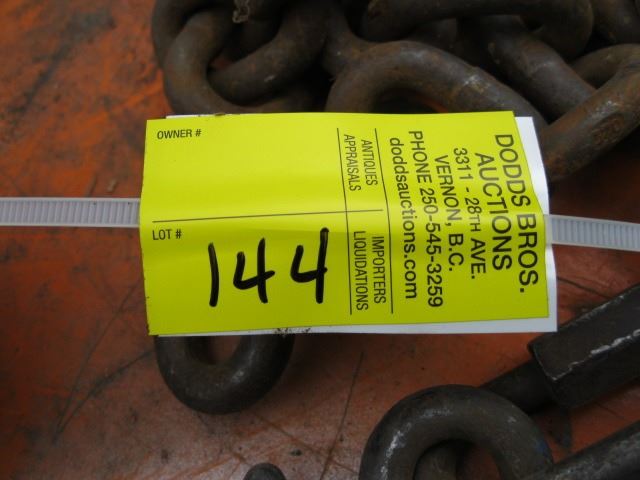 OWNER #
LOT #
144
ANTIQUES
APPRAISALS
IMPORTERS
LIQUIDATIONS
DODDS BROS.
AUCTIONS
3311 - 28TH AVE.
VERNON, B.C.
PHONE 250-545-3259
doddsauctions.com